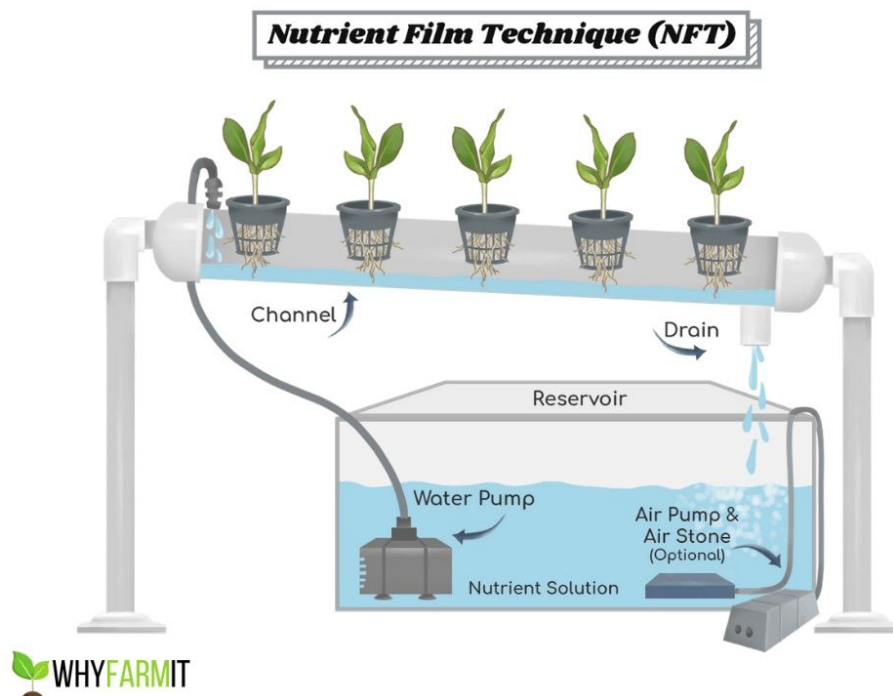 Nutrient Film Technique (NFT)
Channel
Drain
Reservoir
Water Pump
Air Pump &
Air Stone
(Optional)
Nutrient Solution
WHYFARMIT